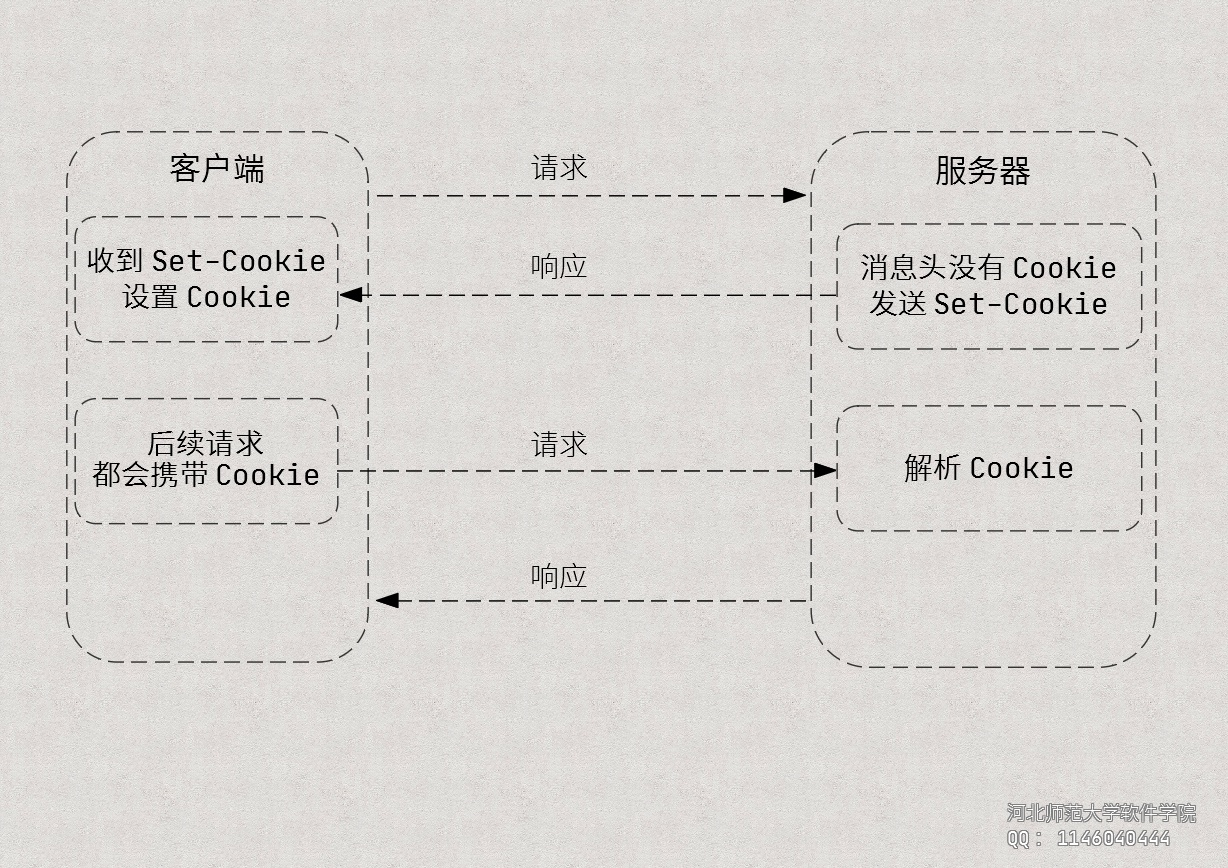 客户端
服务器
请求
收到 Set-Cookie
设置 Cookie
响应
消息头没有 Cookie
发送 Set-Cookie
后续请求
都会携带 Cookie
请求
解析 Cookie
响应
河北师范大学软件学院
QQ： 1146040444